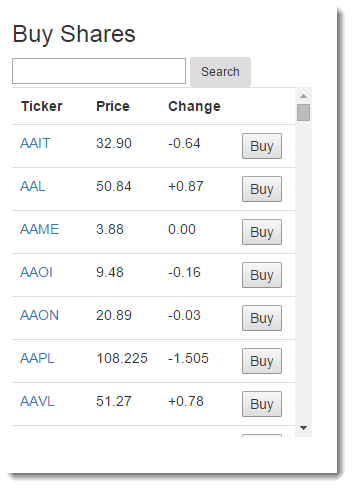 Buy Shares
Search
Ticker Price Change
AAIT 32.90 -0.64 Buy
AAL 50.84 +0.87 Buy
AAME 3.88 0.00 Buy
AAOI 9.48 -0.16 Buy
AAON 20.89 -0.03 Buy
AAPL 108.225 -1.505 Buy
AAVL 51.27 +0.78 Buy